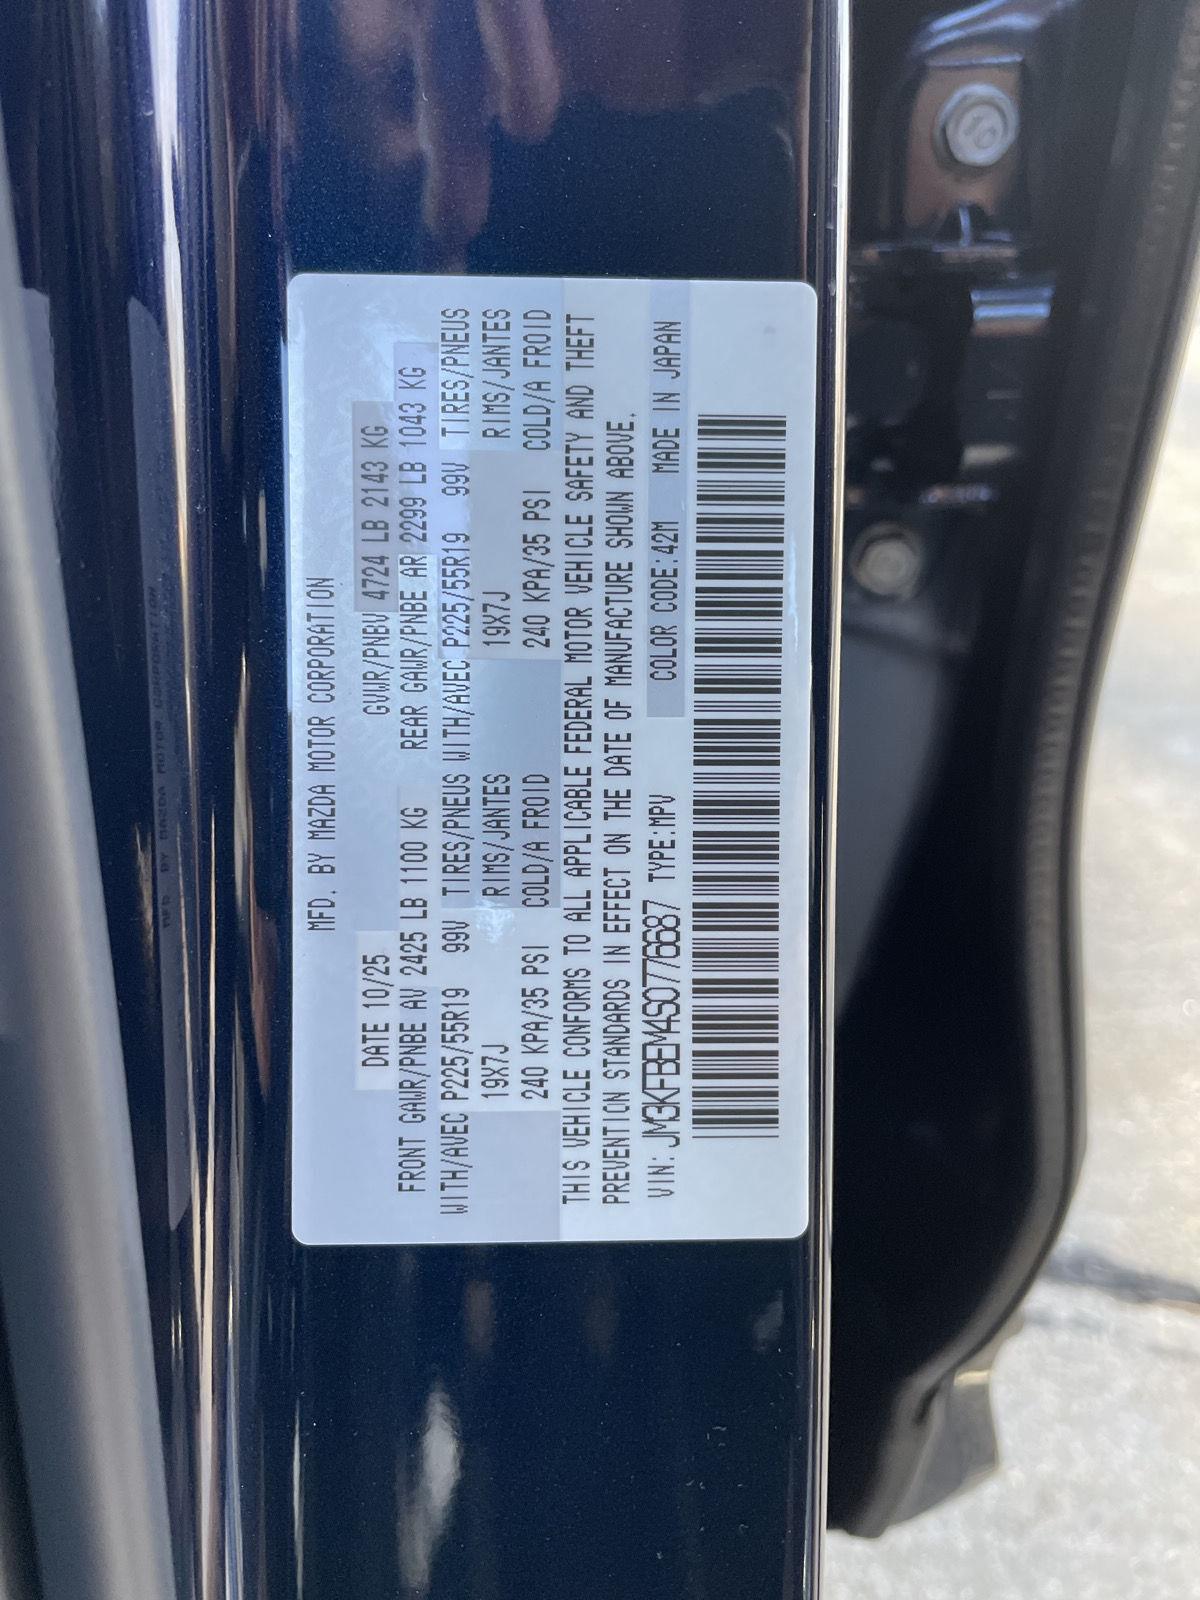 MFD. BY MAZDA MOTOR CORPORATION
DATE 10/25 GVWR/PNBV 4724 LB 2143 KG
FRONT GAWR/PNBE AV 2425 LB 1100 KG REAR GAWR/PNBE AR 2299 LB 1043 KG
WITH/AVEC P225/55R19 99V TIRES/PNEUS WITH/AVEC P225/55R19 99V TIRES/PNEUS
19X7J RIMS/JANTES 19X7J RIMS/JANTES
240 KPA/35 PSI COLD/A FROID 240 KPA/35 PSI COLD/A FROID
THIS VEHICLE CONFORMS TO ALL APPLICABLE FEDERAL MOTOR VEHICLE SAFETY AND THEFT
PREVENTION STANDARDS IN EFFECT ON THE DATE OF MANUFACTURE SHOWN ABOVE.
VIN: JM3KFBEM4S0776687 TYPE:MPV COLOR CODE:42M MADE IN JAPAN
10